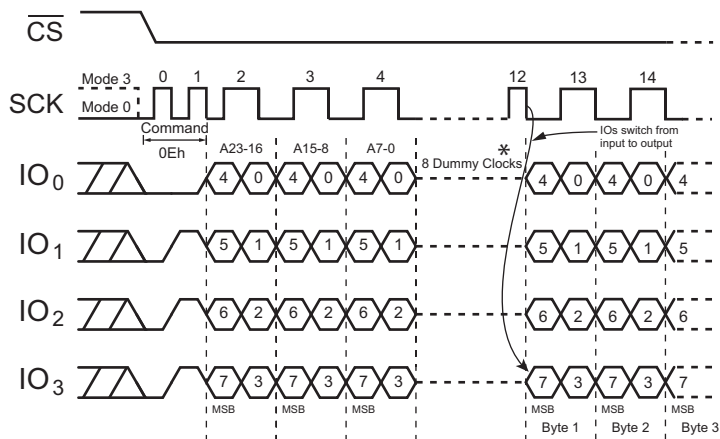 CS
Mode 3 0 1 2 3 4 12 13 14
SCK Mode 0
Command
0Eh
A23-16 A15-8 A7-0
* 8 Dummy Clocks
IOs switch from
input to output
IO0 4 0 4 0 4 0 4 0 4 0 4
IO1 5 1 5 1 5 1 5 1 5 1 5
IO2 6 2 6 2 6 2 6 2 6 2 6
IO3 7 3 7 3 7 3 7 3 7 3 7
MSB MSB MSB MSB MSB MSB
Byte 1 Byte 2 Byte 3